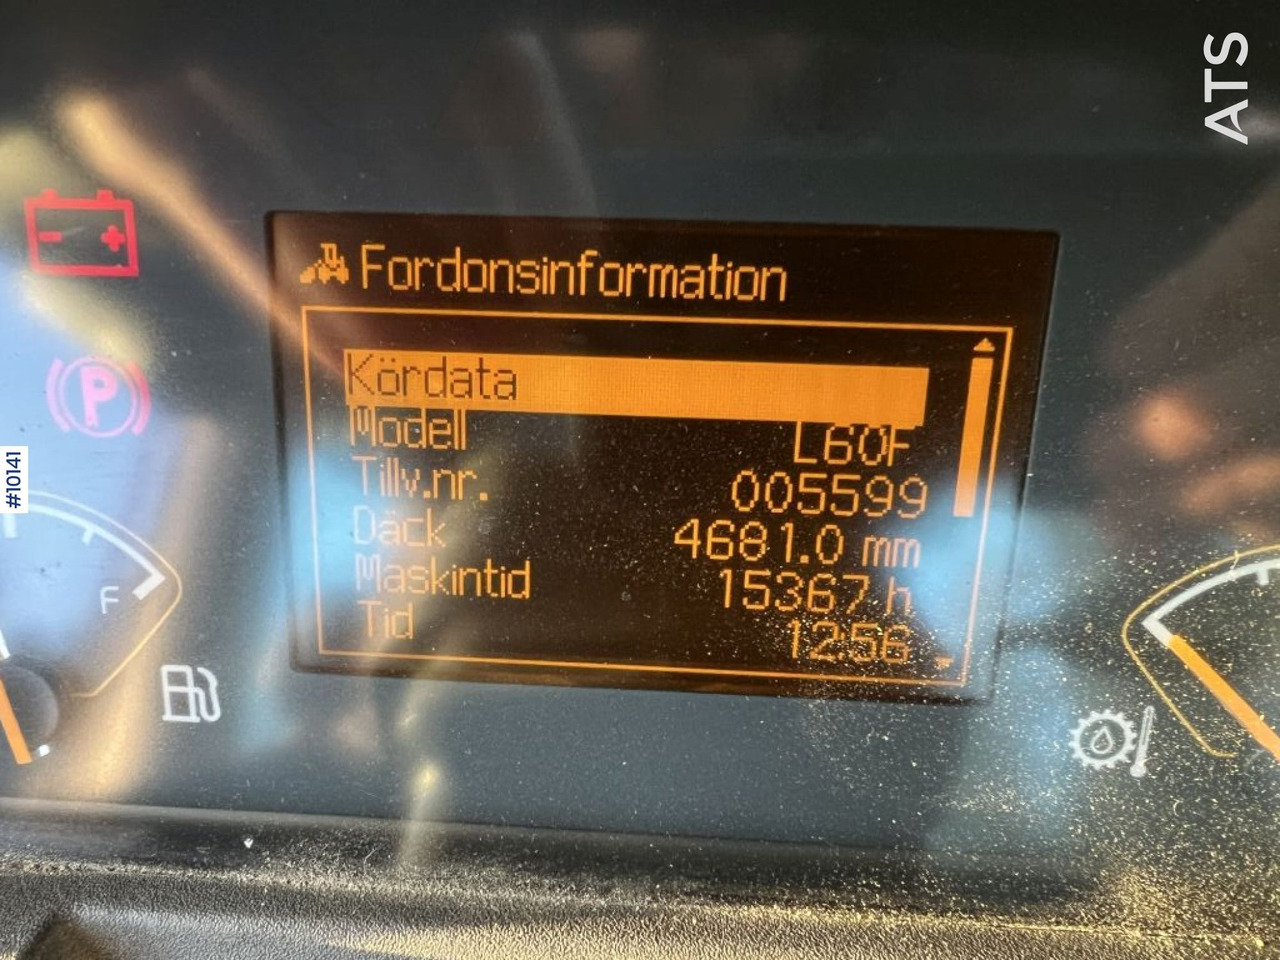 ATS
Fordonsinformation
Kördata
Modell L60F
Tillv.nr. 005599
Däck 4681.0 mm
Maskintid 15367 h
Tid 12:56
P
#10141
F